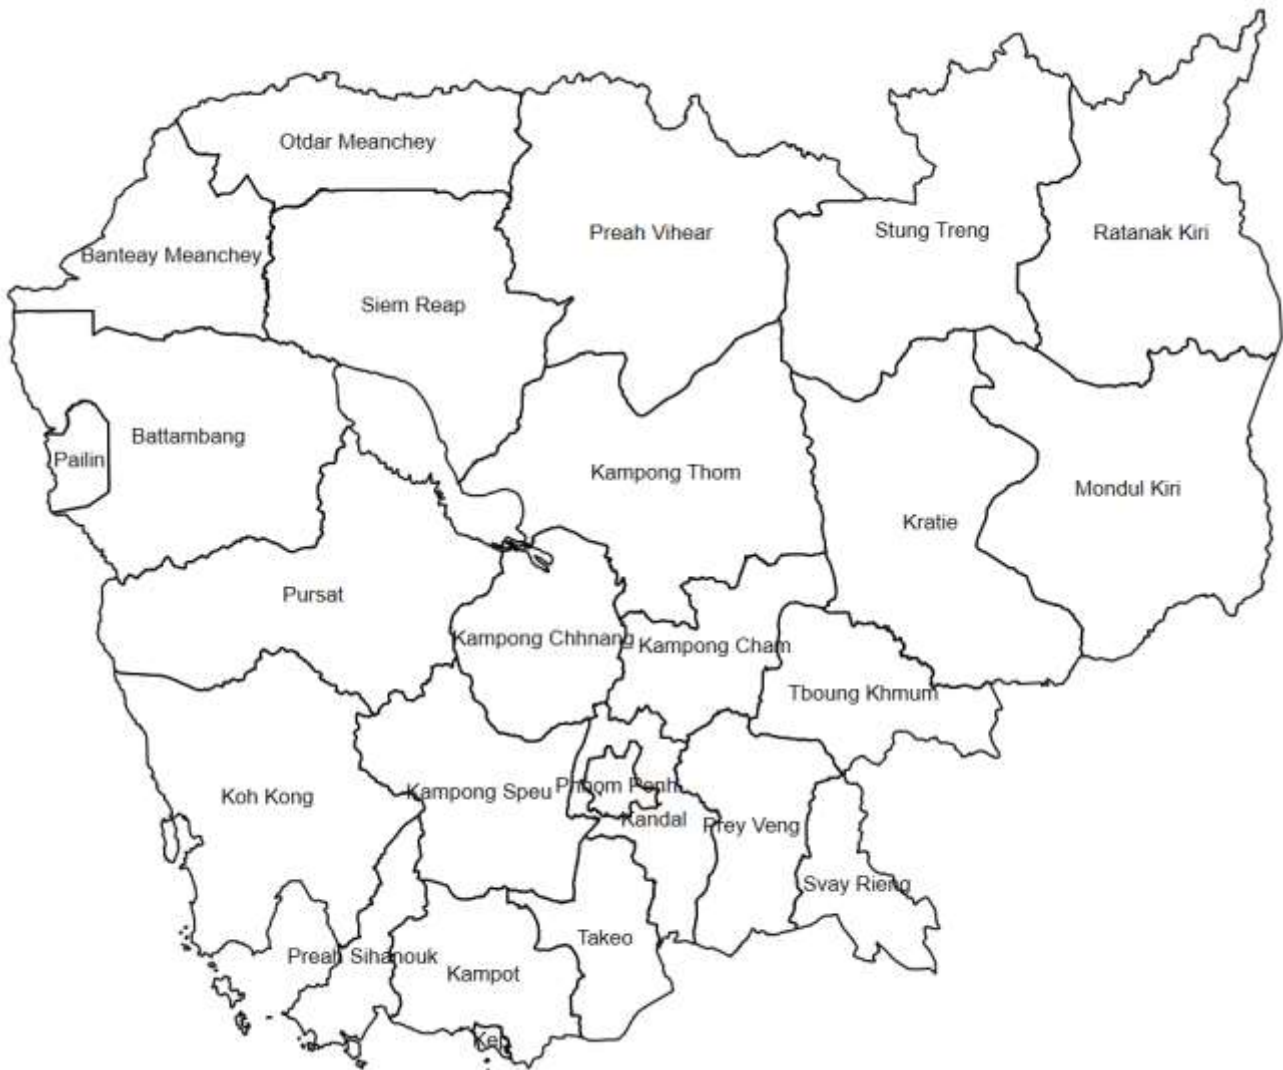 Otdar Meanchey
Preah Vihear
Stung Treng
Ratanak Kiri
Banteay Meanchey
Siem Reap
Battambang
Pailin
Kampong Thom
Mondul Kiri
Kratie
Pursat
Kampong Chhnang
Kampong Cham
Tboung Khmum
Koh Kong
Kampong Speu
Phnom Penh
Kandal
Prey Veng
Svay Rieng
Takeo
Preah Sihanouk
Kampot
Kep